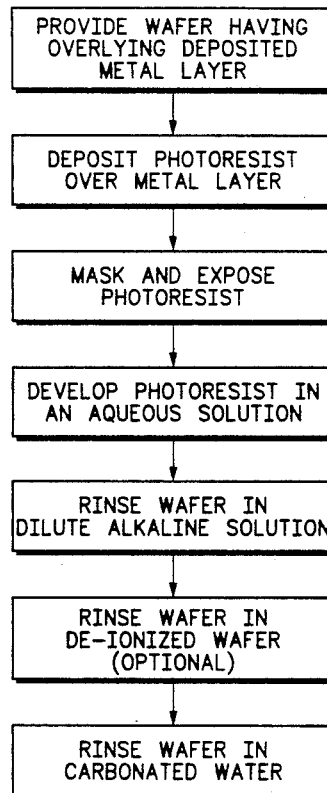 PROVIDE WAFER HAVING
OVERLYING DEPOSITED
METAL LAYER
DEPOSIT PHOTORESIST
OVER METAL LAYER
MASK AND EXPOSE
PHOTORESIST
DEVELOP PHOTORESIST IN
AN AQUEOUS SOLUTION
RINSE WAFER IN
DILUTE ALKALINE SOLUTION
RINSE WAFER IN
DE-IONIZED WAFER
(OPTIONAL)
RINSE WAFER IN
CARBONATED WATER